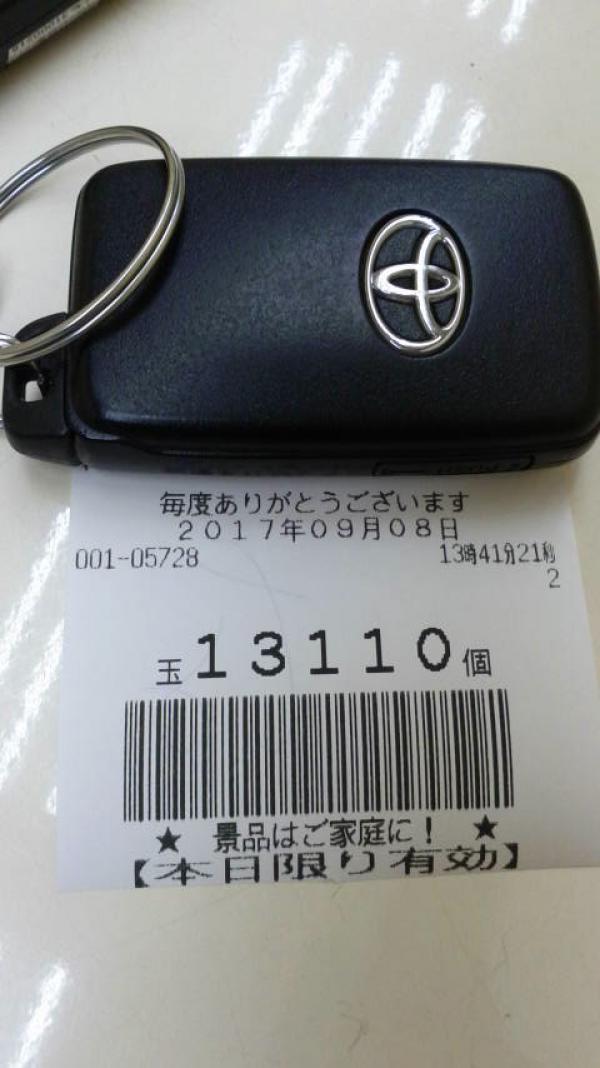 毎度ありがとうございます
2017年09月08日
001-05728
13時41分21秒
2
玉13110個
★ 景品はご家庭に! ★
【本日限り有効】